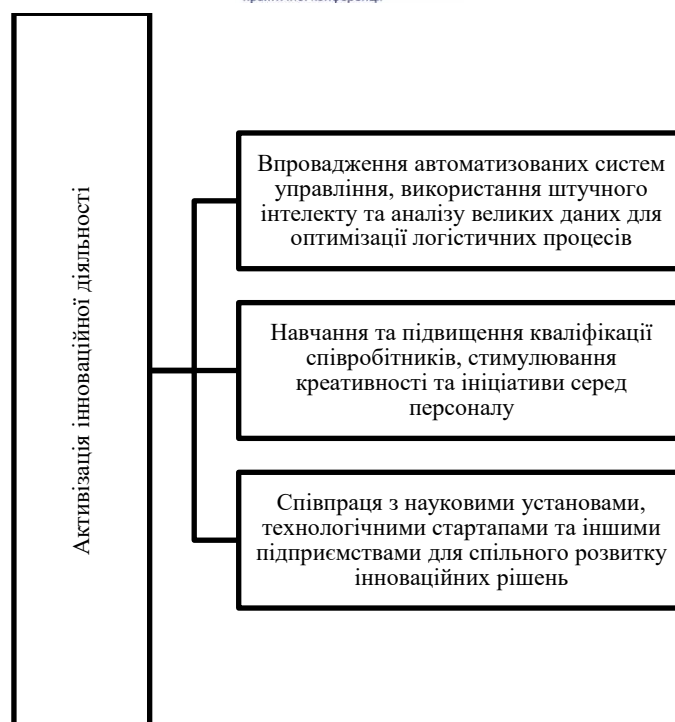 практичної конференції
Активізація інноваційної діяльності
Впровадження автоматизованих систем
управління, використання штучного
інтелекту та аналізу великих даних для
оптимізації логістичних процесів
Навчання та підвищення кваліфікації
співробітників, стимулювання
креативності та ініціативи серед
персоналу
Співпраця з науковими установами,
технологічними стартапами та іншими
підприємствами для спільного розвитку
інноваційних рішень